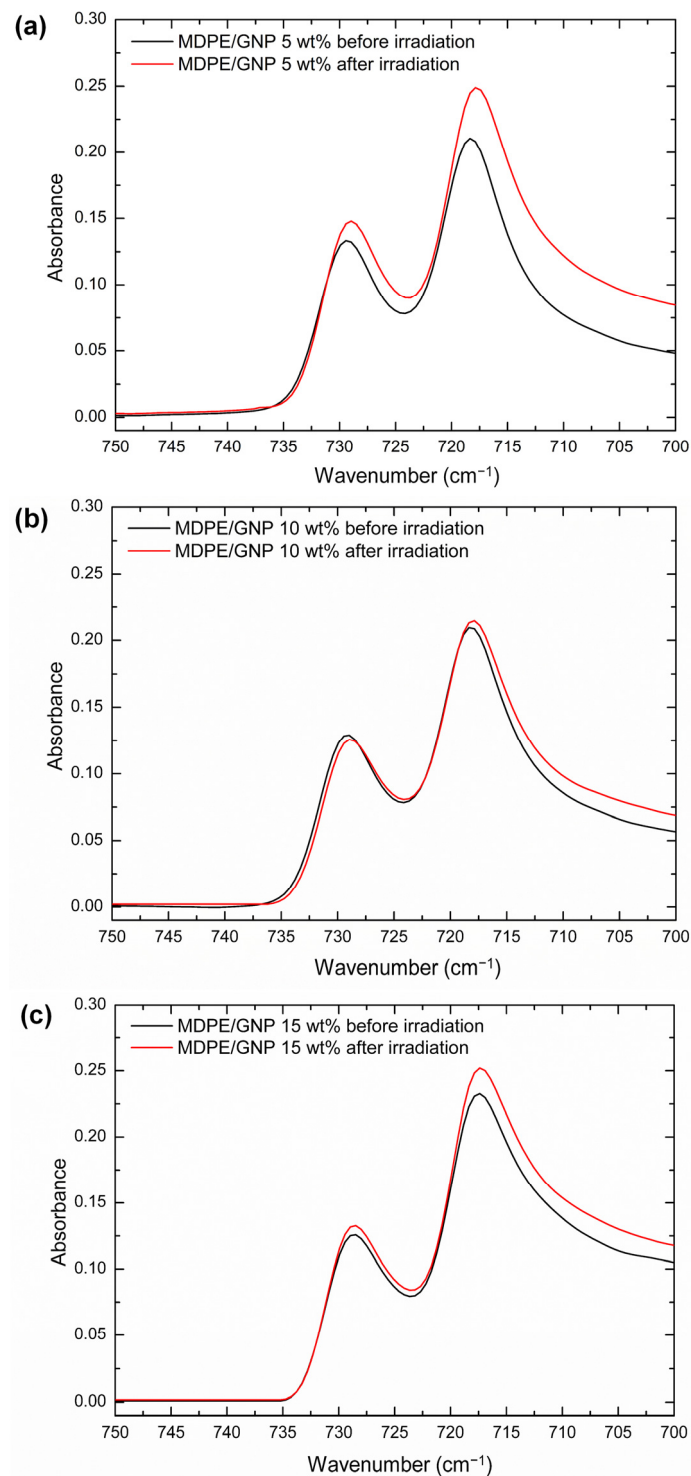 (a)
MDPE/GNP 5 wt% before irradiation
MDPE/GNP 5 wt% after irradiation
0.30
0.25
0.20
0.15
0.10
0.05
0.00
Absorbance
750 745 740 735 730 725 720 715 710 705 700
Wavenumber (cm⁻¹)
(b)
MDPE/GNP 10 wt% before irradiation
MDPE/GNP 10 wt% after irradiation
0.30
0.25
0.20
0.15
0.10
0.05
0.00
Absorbance
750 745 740 735 730 725 720 715 710 705 700
Wavenumber (cm⁻¹)
(c)
MDPE/GNP 15 wt% before irradiation
MDPE/GNP 15 wt% after irradiation
0.30
0.25
0.20
0.15
0.10
0.05
0.00
Absorbance
750 745 740 735 730 725 720 715 710 705 700
Wavenumber (cm⁻¹)